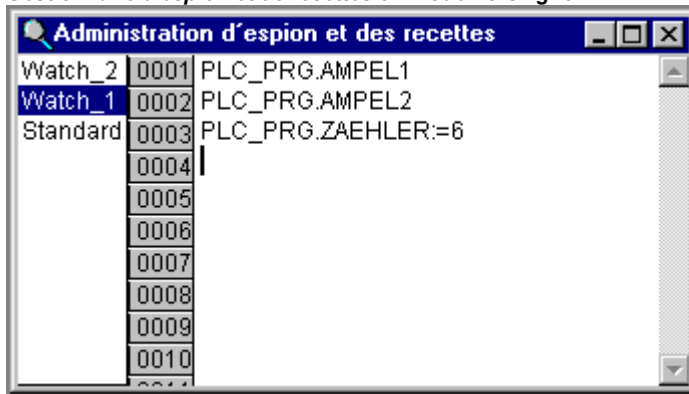 Administration d´espion et des recettes
Watch_2 0001 PLC_PRG.AMPEL1
Watch_1 0002 PLC_PRG.AMPEL2
Standard 0003 PLC_PRG.ZAEHLER:=6
0004
0005
0006
0007
0008
0009
0010